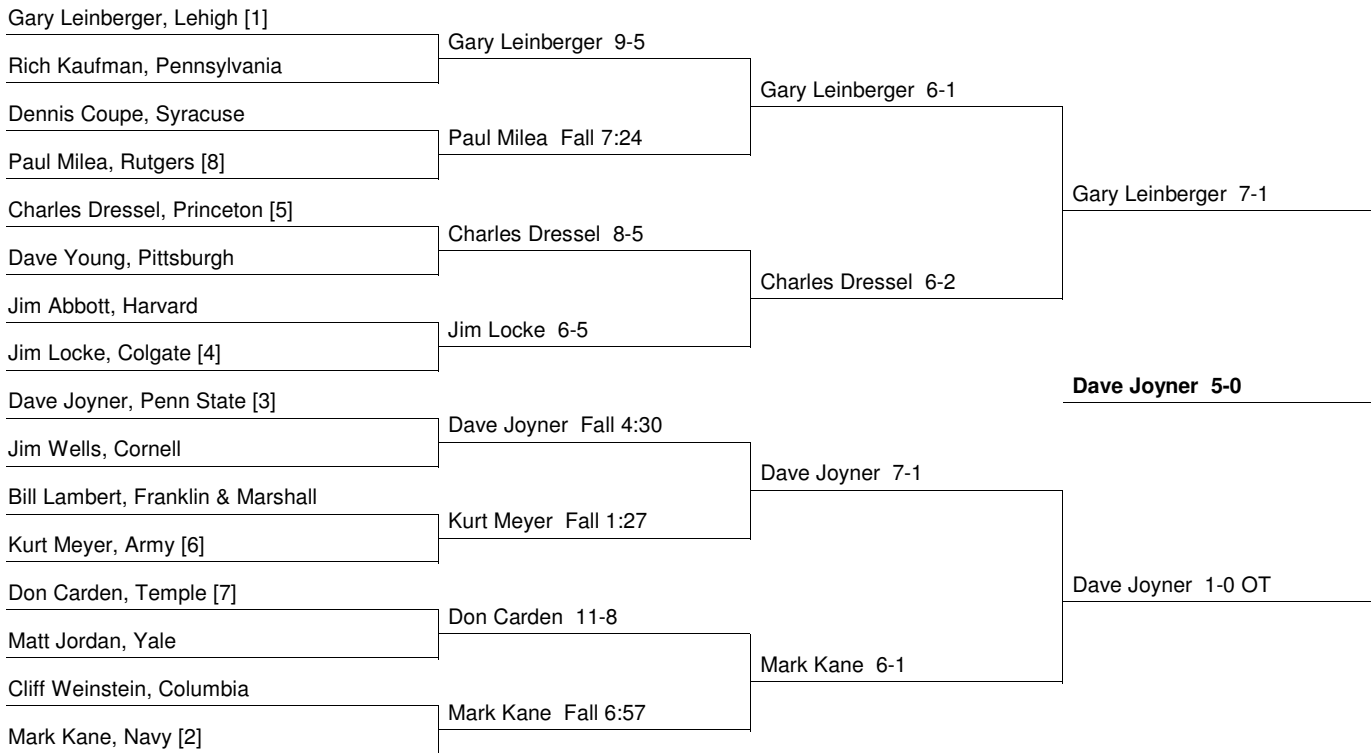 Gary Leinberger, Lehigh [1]
Gary Leinberger 9-5
Rich Kaufman, Pennsylvania
Gary Leinberger 6-1
Dennis Coupe, Syracuse
Paul Milea Fall 7:24
Paul Milea, Rutgers [8]
Gary Leinberger 7-1
Charles Dressel, Princeton [5]
Charles Dressel 8-5
Dave Young, Pittsburgh
Charles Dressel 6-2
Jim Abbott, Harvard
Jim Locke 6-5
Jim Locke, Colgate [4]
Dave Joyner 5-0
Dave Joyner, Penn State [3]
Dave Joyner Fall 4:30
Jim Wells, Cornell
Dave Joyner 7-1
Bill Lambert, Franklin & Marshall
Kurt Meyer Fall 1:27
Kurt Meyer, Army [6]
Dave Joyner 1-0 OT
Don Carden, Temple [7]
Don Carden 11-8
Matt Jordan, Yale
Mark Kane 6-1
Cliff Weinstein, Columbia
Mark Kane Fall 6:57
Mark Kane, Navy [2]